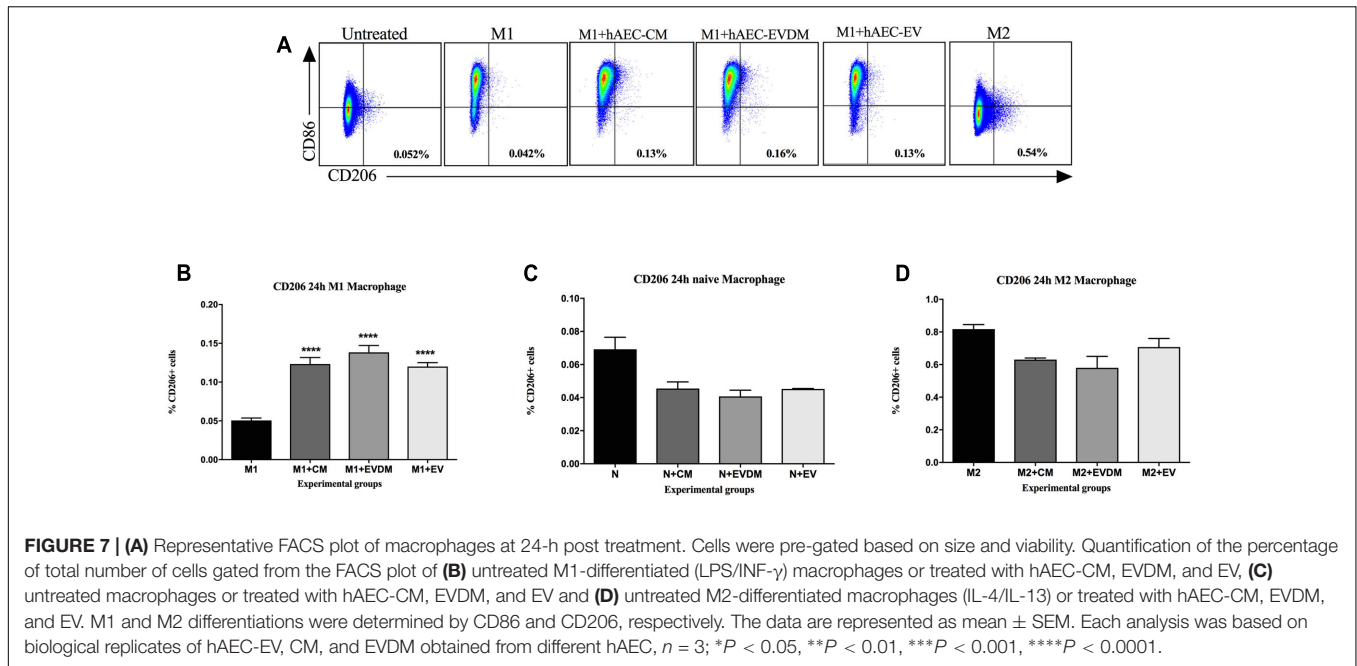 A
Untreated M1 M1+hAEC-CM M1+hAEC-EVDM M1+hAEC-EV M2
CD86
0.052% 0.042% 0.13% 0.16% 0.13% 0.54%
CD206
B
CD206 24h M1 Macrophage
% CD206+ cells
0.20
0.15
0.10
0.05
0.00
**** **** ****
M1 M1+CM M1+EVDM M1+EV
Experimental groups
C
CD206 24h naive Macrophage
% CD206+ cells
0.10
0.08
0.06
0.04
0.02
0.00
N N+CM N+EVDM N+EV
Experimental groups
D
CD206 24h M2 Macrophage
% CD206+ cells
1.0
0.8
0.6
0.4
0.2
0.0
M2 M2+CM M2+EVDM M2+EV
Experimental groups
FIGURE 7 | (A) Representative FACS plot of macrophages at 24-h post treatment. Cells were pre-gated based on size and viability. Quantification of the percentage
of total number of cells gated from the FACS plot of (B) untreated M1-differentiated (LPS/INF-γ) macrophages or treated with hAEC-CM, EVDM, and EV, (C)
untreated macrophages or treated with hAEC-CM, EVDM, and EV and (D) untreated M2-differentiated macrophages (IL-4/IL-13) or treated with hAEC-CM, EVDM,
and EV. M1 and M2 differentiations were determined by CD86 and CD206, respectively. The data are represented as mean ± SEM. Each analysis was based on
biological replicates of hAEC-EV, CM, and EVDM obtained from different hAEC, n = 3; *P < 0.05, **P < 0.01, ***P < 0.001, ****P < 0.0001.